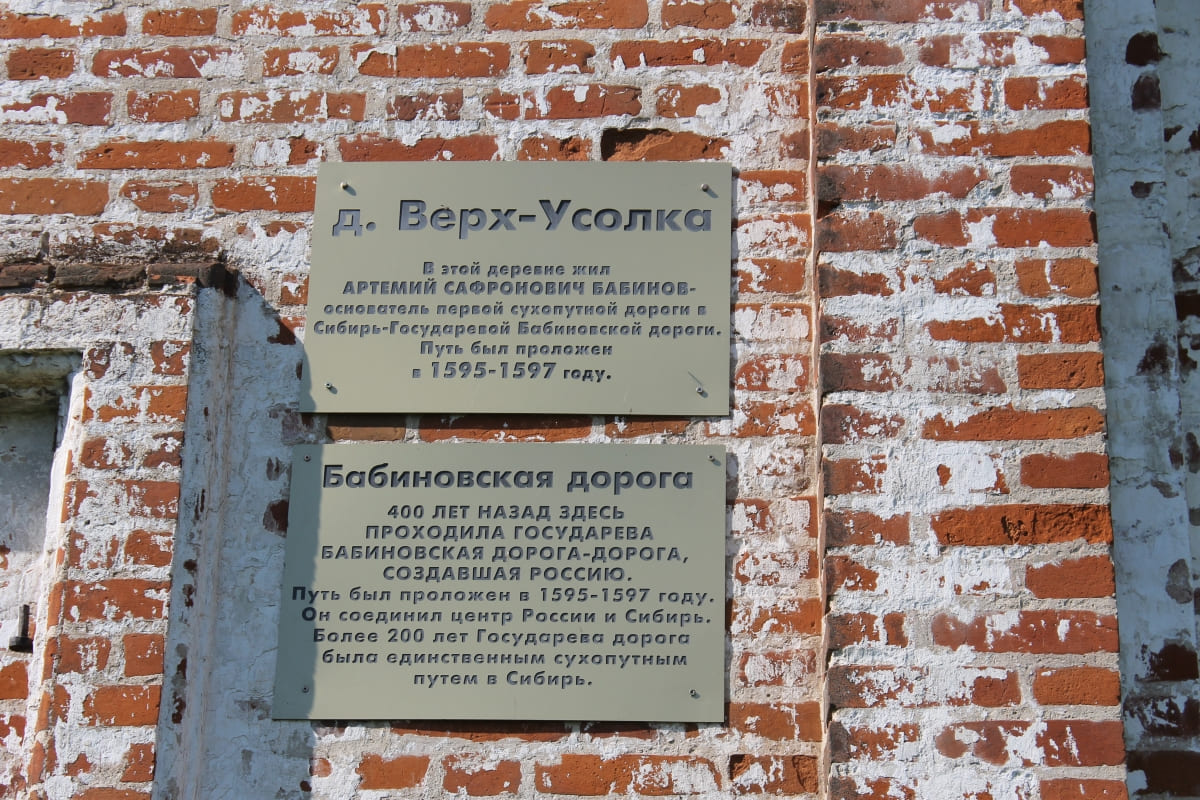 д. Верх-Усолка
В этой деревне жил
АРТЕМИЙ САФРОНОВИЧ БАБИНОВ-
основатель первой сухопутной дороги в
Сибирь-Государевой Бабиновской дороги.
Путь был проложен
в 1595-1597 году.
Бабиновская дорога
400 ЛЕТ НАЗАД ЗДЕСЬ
ПРОХОДИЛА ГОСУДАРЕВА
БАБИНОВСКАЯ ДОРОГА-ДОРОГА,
СОЗДАВШАЯ РОССИЮ.
Путь был проложен в 1595-1597 году.
Он соединил центр России и Сибирь.
Более 200 лет Государева дорога
была единственным сухопутным
путем в Сибирь.